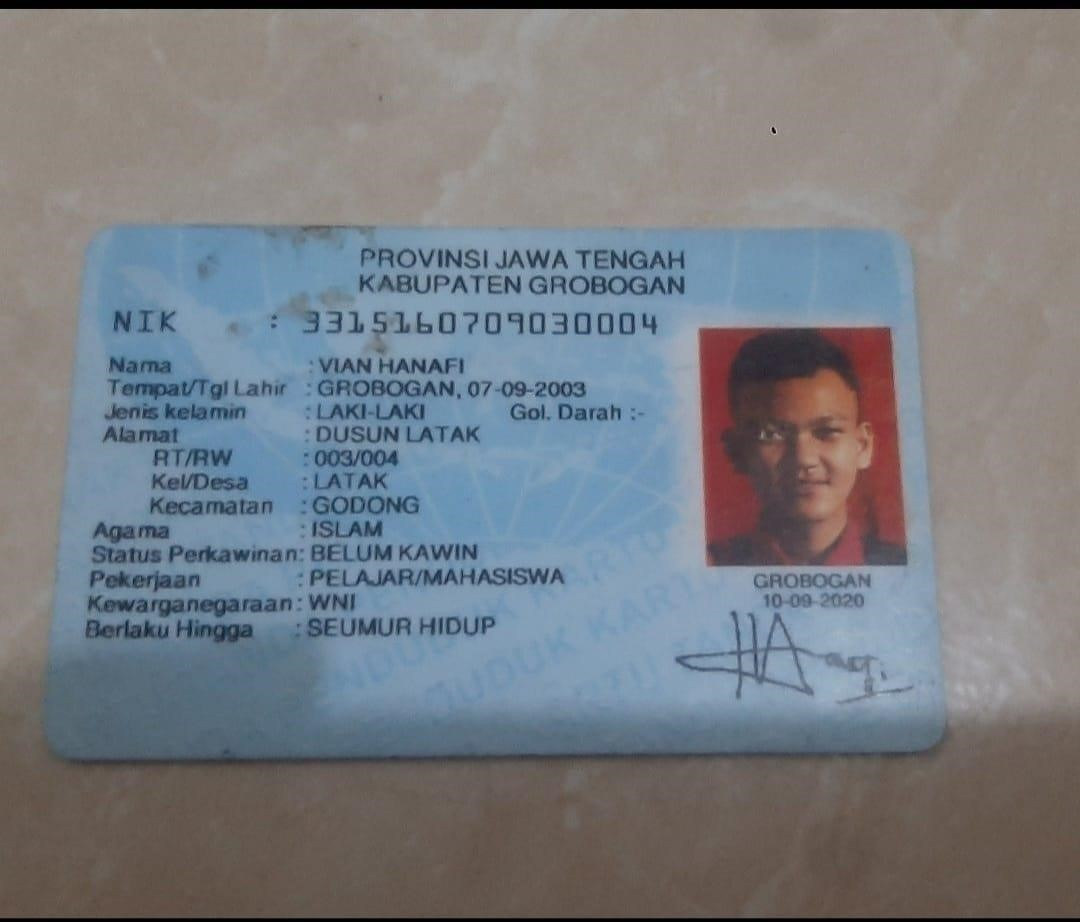 PROVINSI JAWA TENGAH
KABUPATEN GROBOGAN
NIK : 3315160709030004
Nama : VIAN HANAFI
Tempat/Tgl Lahir : GROBOGAN, 07-09-2003
Jenis kelamin : LAKI-LAKI Gol. Darah :-
Alamat : DUSUN LATAK
RT/RW : 003/004
Kel/Desa : LATAK
Kecamatan : GODONG
Agama : ISLAM
Status Perkawinan: BELUM KAWIN
Pekerjaan : PELAJAR/MAHASISWA
Kewarganegaraan: WNI
Berlaku Hingga : SEUMUR HIDUP
GROBOGAN
10-09-2020